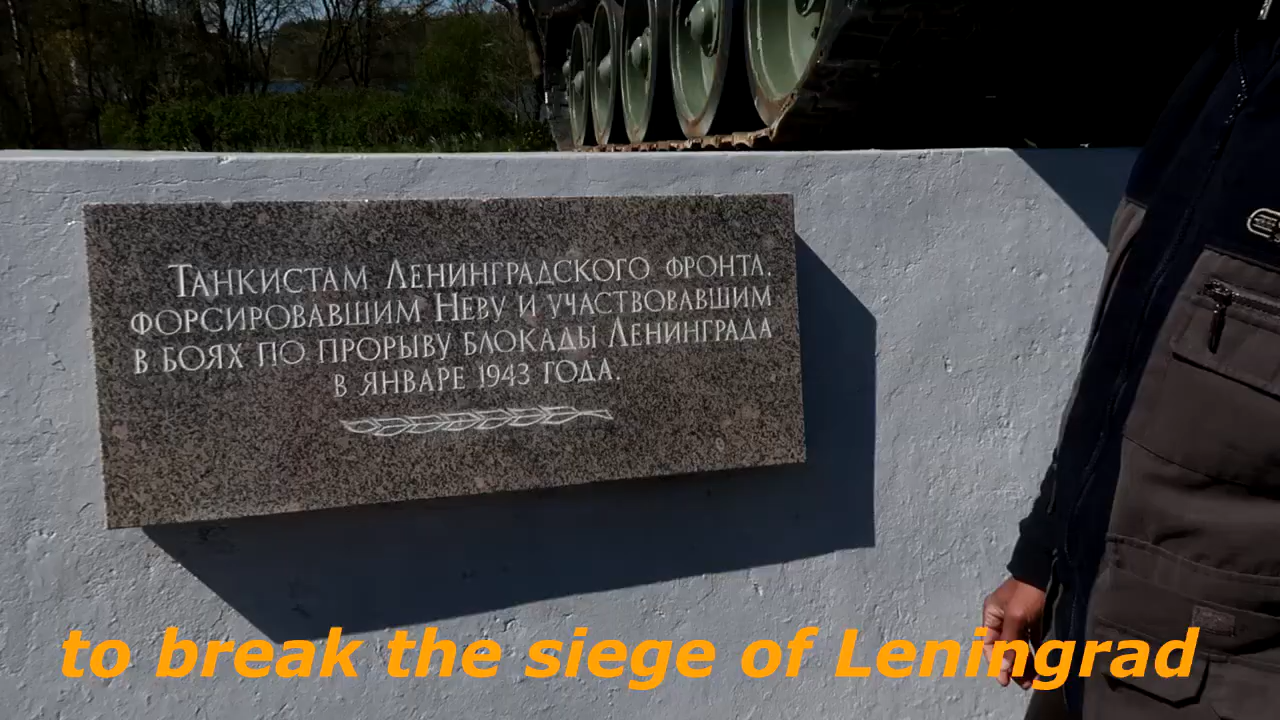 Танкистам Ленинградского фронта,
форсировавшим Неву и участвовавшим
в боях по прорыву блокады Ленинграда
в январе 1943 года.
to break the siege of Leningrad